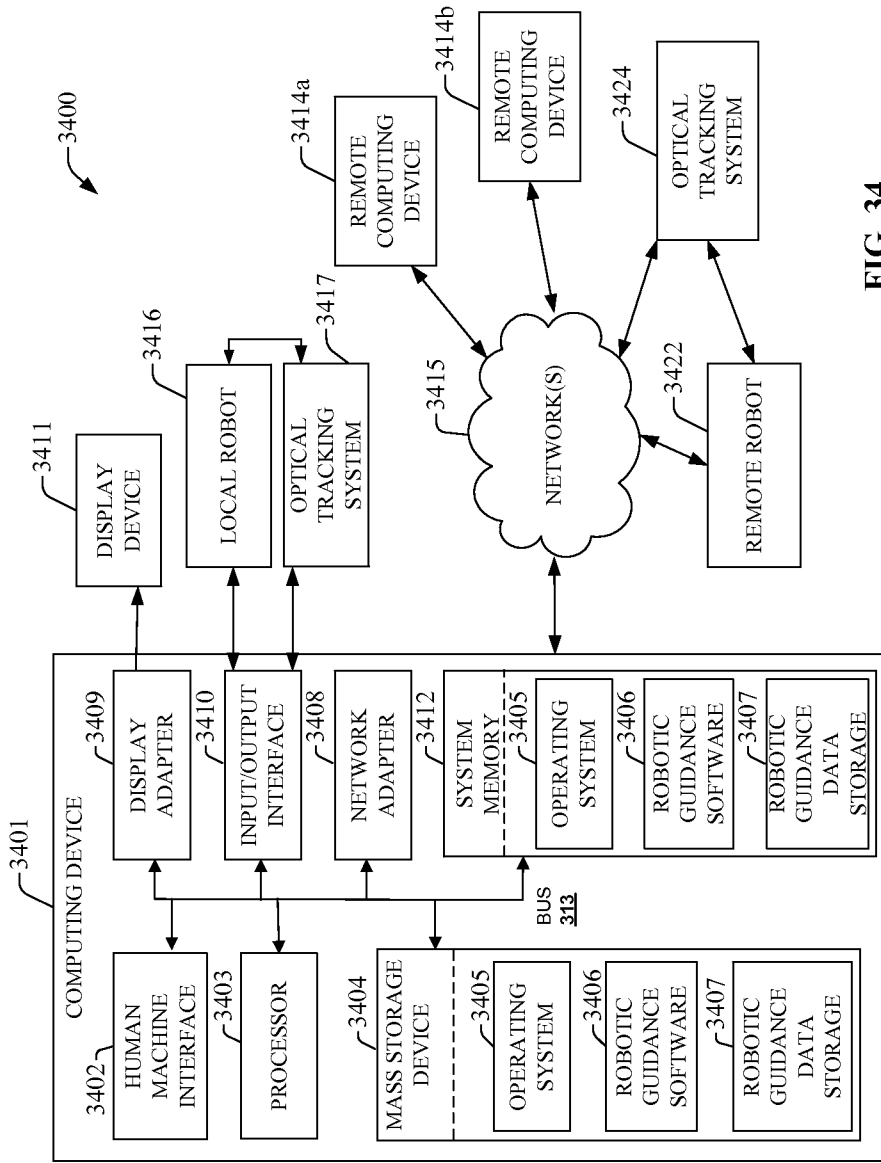 3400
3401
COMPUTING DEVICE
3402
HUMAN
MACHINE
INTERFACE
3403
PROCESSOR
3404
MASS STORAGE
DEVICE
3405
OPERATING
SYSTEM
3406
ROBOTIC
GUIDANCE
SOFTWARE
3407
ROBOTIC
GUIDANCE
DATA
STORAGE
BUS
313
3409
DISPLAY
ADAPTER
3410
INPUT/OUTPUT
INTERFACE
3408
NETWORK
ADAPTER
3412
SYSTEM
MEMORY
3405
OPERATING
SYSTEM
3406
ROBOTIC
GUIDANCE
SOFTWARE
3407
ROBOTIC
GUIDANCE
DATA
STORAGE
3411
DISPLAY
DEVICE
3416
LOCAL ROBOT
3417
OPTICAL
TRACKING
SYSTEM
3415
NETWORK(S)
3414a
REMOTE
COMPUTING
DEVICE
3414b
REMOTE
COMPUTING
DEVICE
3422
REMOTE ROBOT
3424
OPTICAL
TRACKING
SYSTEM
FIG. 34